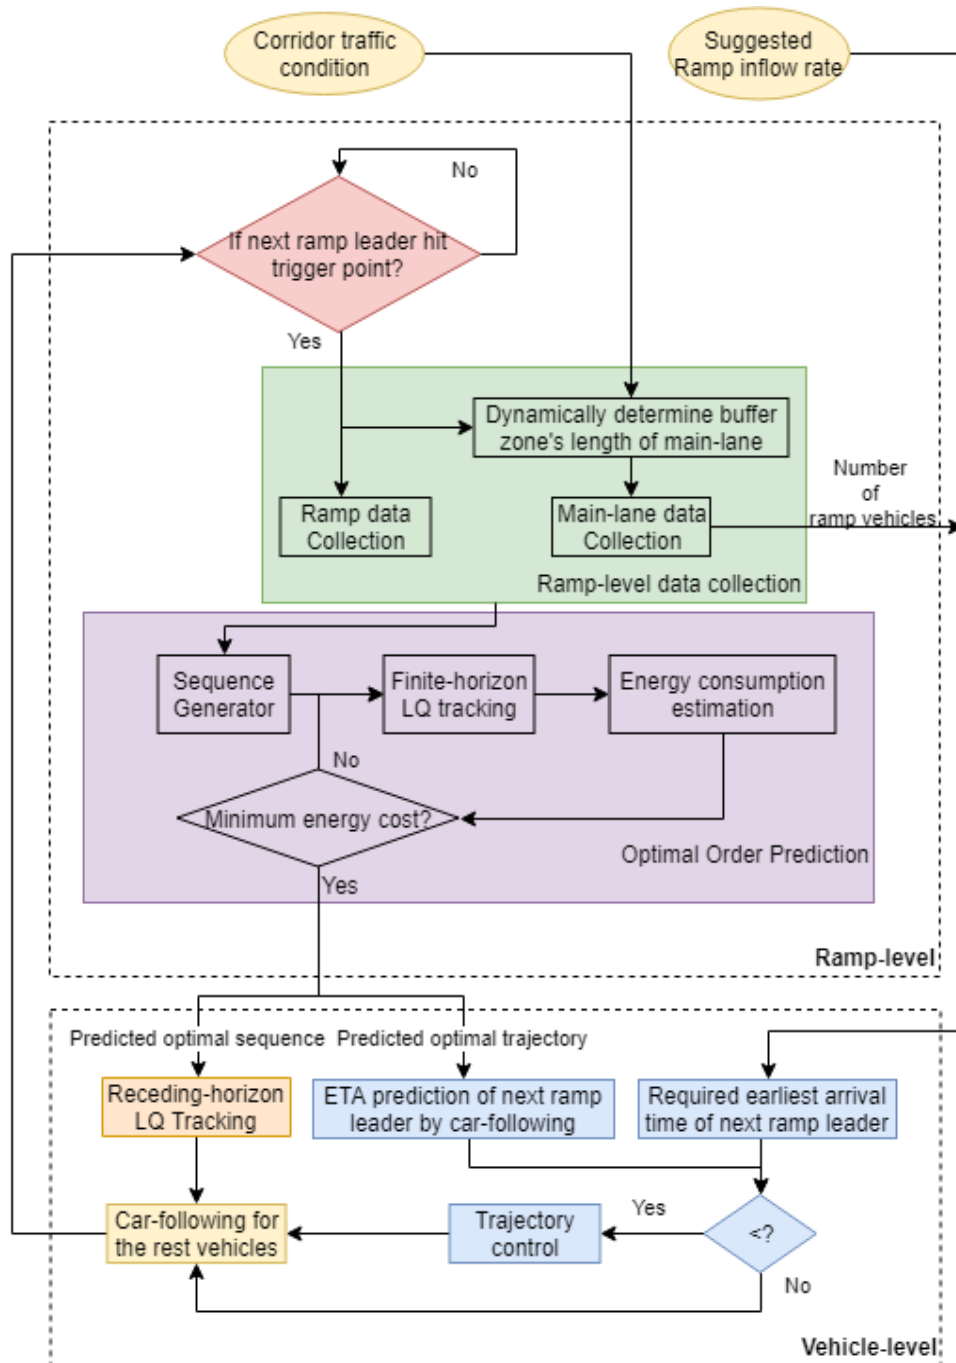 Corridor traffic
condition
Suggested
Ramp inflow rate
No
If next ramp leader hit
trigger point?
Yes
Dynamically determine buffer
zone's length of main-lane
Number
of
ramp vehicles
Ramp data
Collection
Main-lane data
Collection
Ramp-level data collection
Sequence
Generator
Finite-horizon
LQ tracking
Energy consumption
estimation
No
Minimum energy cost?
Optimal Order Prediction
Yes
Ramp-level
Predicted optimal sequence
Predicted optimal trajectory
Receding-horizon
LQ Tracking
ETA prediction of next ramp
leader by car-following
Required earliest arrival
time of next ramp leader
Car-following for
the rest vehicles
Trajectory
control
Yes
<?
No
Vehicle-level